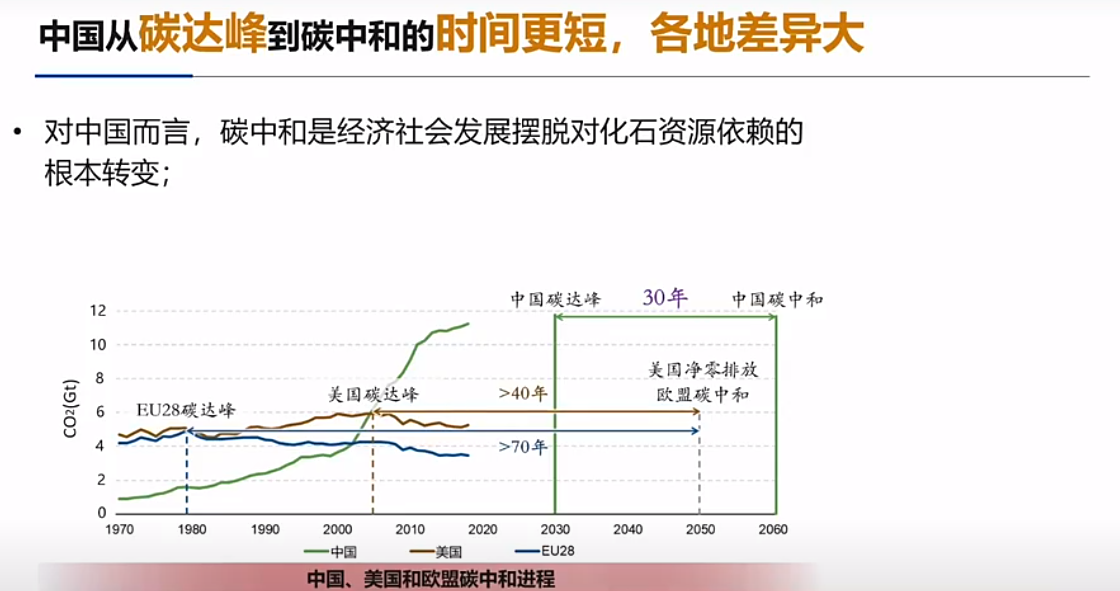 中国从碳达峰到碳中和的时间更短，各地差异大
• 对中国而言，碳中和是经济社会发展摆脱对化石资源依赖的
根本转变；
中国碳达峰 30年 中国碳中和
美国净零排放
欧盟碳中和
美国碳达峰
>40年
EU28碳达峰
>70年
CO2(Gt)
12
10
8
6
4
2
0
1970 1980 1990 2000 2010 2020 2030 2040 2050 2060
中国 美国 EU28
中国、美国和欧盟碳中和进程